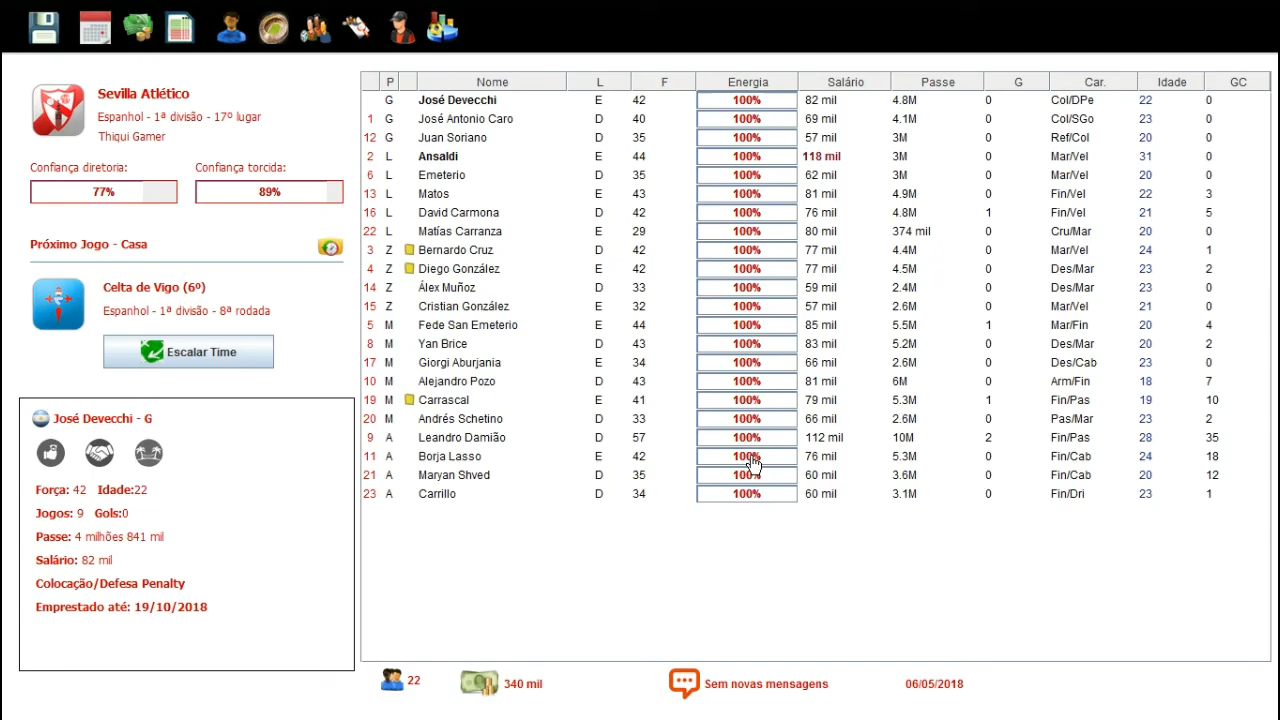 Sevilla Atlético
Espanhol - 1ª divisão - 17º lugar
Thiqui Gamer
Confiança diretoria: Confiança torcida:
77% 89%
Próximo Jogo - Casa
Celta de Vigo (6º)
Espanhol - 1ª divisão - 8ª rodada
Escalar Time
José Devecchi - G
Força: 42 Idade:22
Jogos: 9 Gols:0
Passe: 4 milhões 841 mil
Salário: 82 mil
Colocação/Defesa Penalty
Emprestado até: 19/10/2018
P Nome L F Energia Salário Passe G Car. Idade GC
G José Devecchi E 42 100% 82 mil 4.8M 0 Col/DPe 22 0
1 G José Antonio Caro D 40 100% 69 mil 4.1M 0 Col/SGo 23 0
12 G Juan Soriano D 35 100% 57 mil 3M 0 Ref/Col 20 0
2 L Ansaldi E 44 100% 118 mil 3M 0 Mar/Vel 31 0
6 L Emeterio D 35 100% 62 mil 3M 0 Mar/Vel 20 0
13 L Matos E 43 100% 81 mil 4.9M 0 Fin/Vel 22 3
16 L David Carmona D 42 100% 76 mil 4.8M 1 Fin/Vel 21 5
22 L Matías Carranza E 29 100% 80 mil 374 mil 0 Cru/Mar 20 0
3 Z Bernardo Cruz D 42 100% 77 mil 4.4M 0 Mar/Vel 24 1
4 Z Diego González E 42 100% 77 mil 4.5M 0 Des/Mar 23 2
14 Z Álex Muñoz D 33 100% 59 mil 2.4M 0 Des/Mar 23 0
15 Z Cristian González E 32 100% 57 mil 2.6M 0 Mar/Vel 21 0
5 M Fede San Emeterio E 44 100% 85 mil 5.5M 1 Mar/Fin 20 4
8 M Yan Brice D 43 100% 83 mil 5.2M 0 Des/Mar 20 2
17 M Giorgi Aburjania E 34 100% 66 mil 2.6M 0 Des/Cab 23 0
10 M Alejandro Pozo D 43 100% 81 mil 6M 0 Arm/Fin 18 7
19 M Carrascal E 41 100% 79 mil 5.3M 1 Fin/Pas 19 10
20 M Andrés Schetino D 33 100% 66 mil 2.6M 0 Pas/Mar 23 2
9 A Leandro Damião D 57 100% 112 mil 10M 2 Fin/Pas 28 35
11 A Borja Lasso E 42 100% 76 mil 5.3M 0 Fin/Cab 24 18
21 A Maryan Shved D 35 100% 60 mil 3.6M 0 Fin/Cab 20 12
23 A Carrillo D 34 100% 60 mil 3.1M 0 Fin/Dri 23 1
22 340 mil Sem novas mensagens 06/05/2018